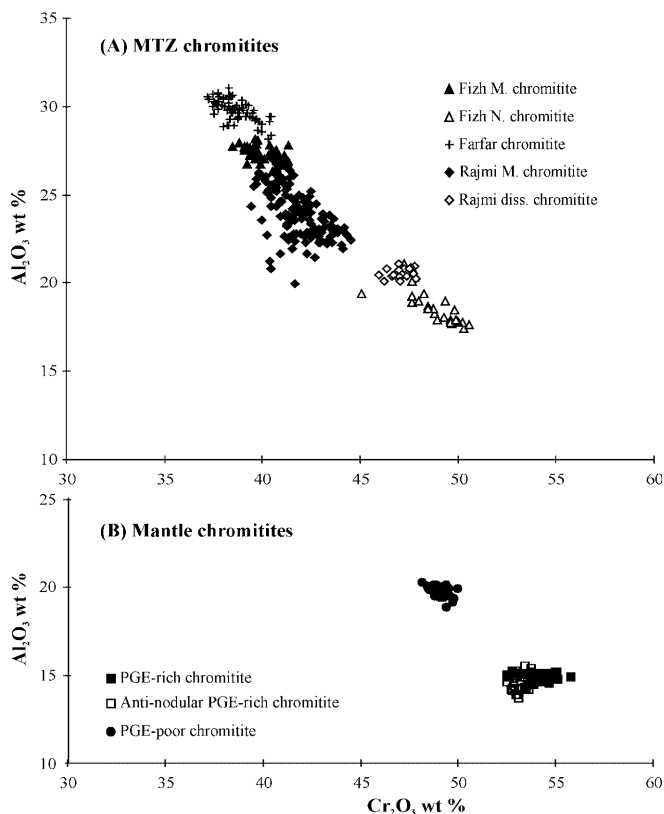 (A) MTZ chromitites
Fizh M. chromitite
Fizh N. chromitite
Farfar chromitite
Rajmi M. chromitite
Rajmi diss. chromitite
Al₂O₃ wt %
35
30
25
20
15
10
30 35 40 45 50 55 60
(B) Mantle chromitites
PGE-rich chromitite
Anti-nodular PGE-rich chromitite
PGE-poor chromitite
Al₂O₃ wt %
25
20
15
10
30 35 40 45 50 55 60
Cr₂O₃ wt %